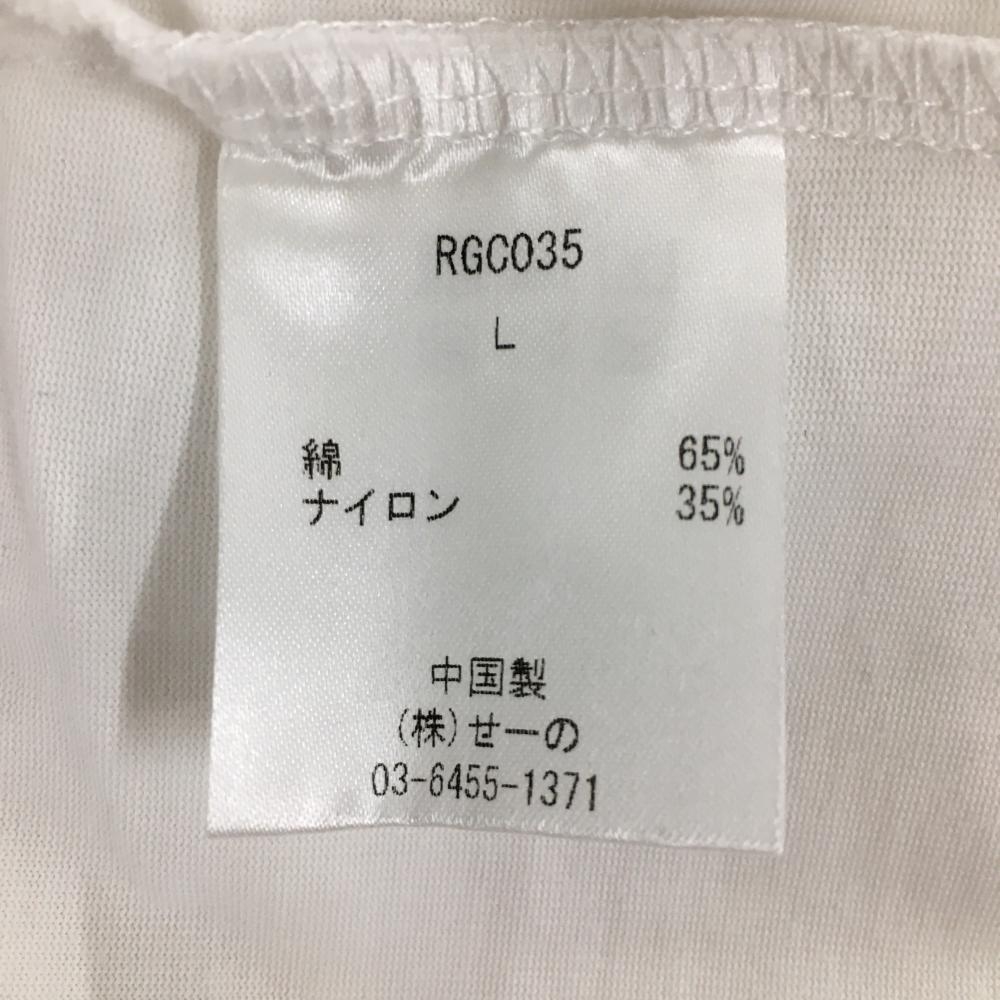 RGC035
L
綿 65%
ナイロン 35%
中国製
(株)せーの
03-6455-1371